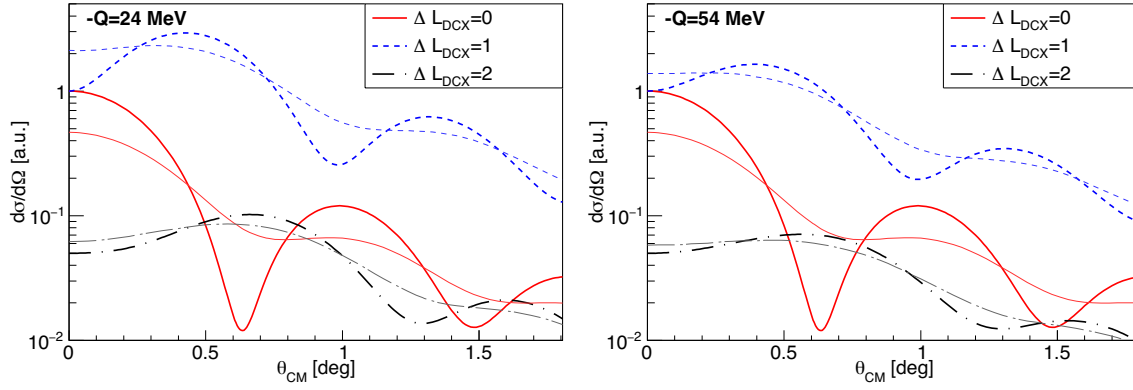 -Q=24 MeV
Δ L_DCX=0
Δ L_DCX=1
Δ L_DCX=2
dσ/dΩ [a.u.]
1
10⁻¹
10⁻²
0
0.5
1
1.5
θ_CM [deg]
-Q=54 MeV
Δ L_DCX=0
Δ L_DCX=1
Δ L_DCX=2
dσ/dΩ [a.u.]
1
10⁻¹
10⁻²
0
0.5
1
1.5
θ_CM [deg]